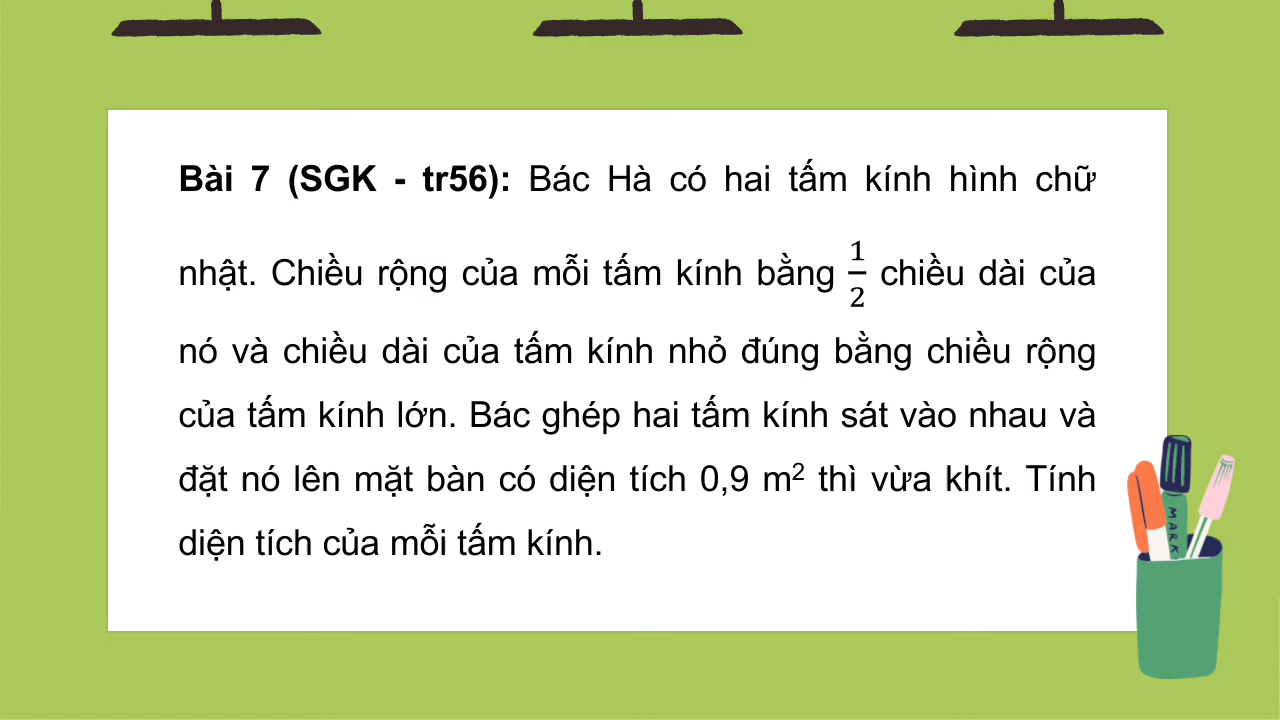 Bài 7 (SGK - tr56): Bác Hà có hai tấm kính hình chữ
nhật. Chiều rộng của mỗi tấm kính bằng 1/2 chiều dài của
nó và chiều dài của tấm kính nhỏ đúng bằng chiều rộng
của tấm kính lớn. Bác ghép hai tấm kính sát vào nhau và
đặt nó lên mặt bàn có diện tích 0,9 m² thì vừa khít. Tính
diện tích của mỗi tấm kính.
MARK